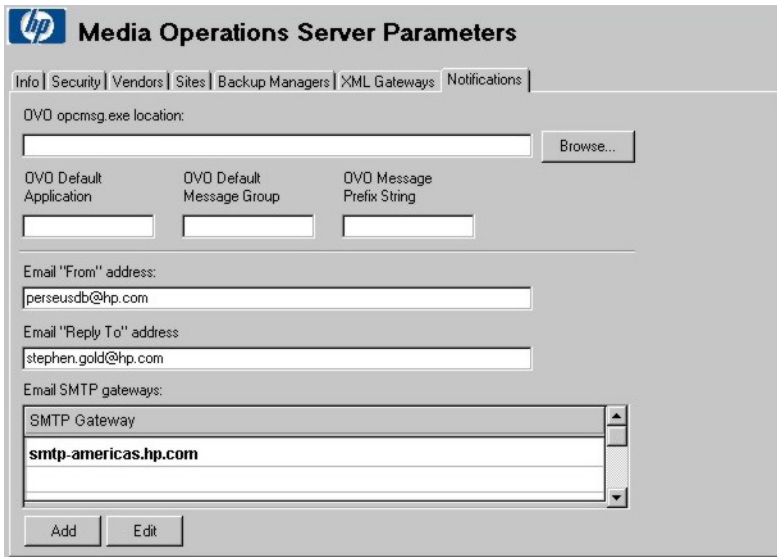 hp
Media Operations Server Parameters
Info Security Vendors Sites Backup Managers XML Gateways Notifications
OVO opcmsg.exe location:
Browse...
OVO Default Application
OVO Default Message Group
OVO Message Prefix String
Email "From" address:
perseusdb@hp.com
Email "Reply To" address
stephen.gold@hp.com
Email SMTP gateways:
SMTP Gateway
smtp-americas.hp.com
Add Edit